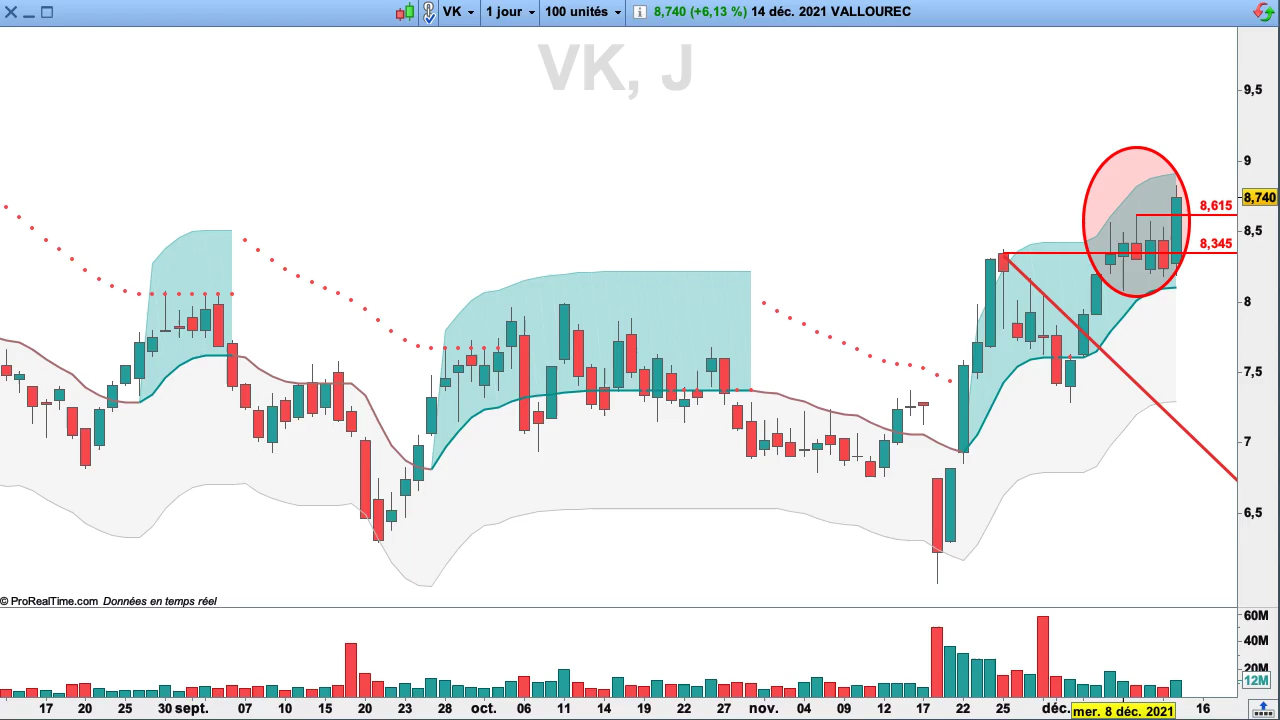 VK 1 jour 100 unités i 8,740 (+6,13 %) 14 déc. 2021 VALLOUREC
VK, J
9,5
9
8,740
8,615
8,5
8,345
8
7,5
7
6,5
© ProRealTime.com Données en temps réel
60M
40M
20M
12M
17 20 25 30 sept. 07 10 15 20 23 oct. 06 11 14 19 22 27 nov. 04 09 12 17 22 25 déc. mer. 8 déc. 2021 16